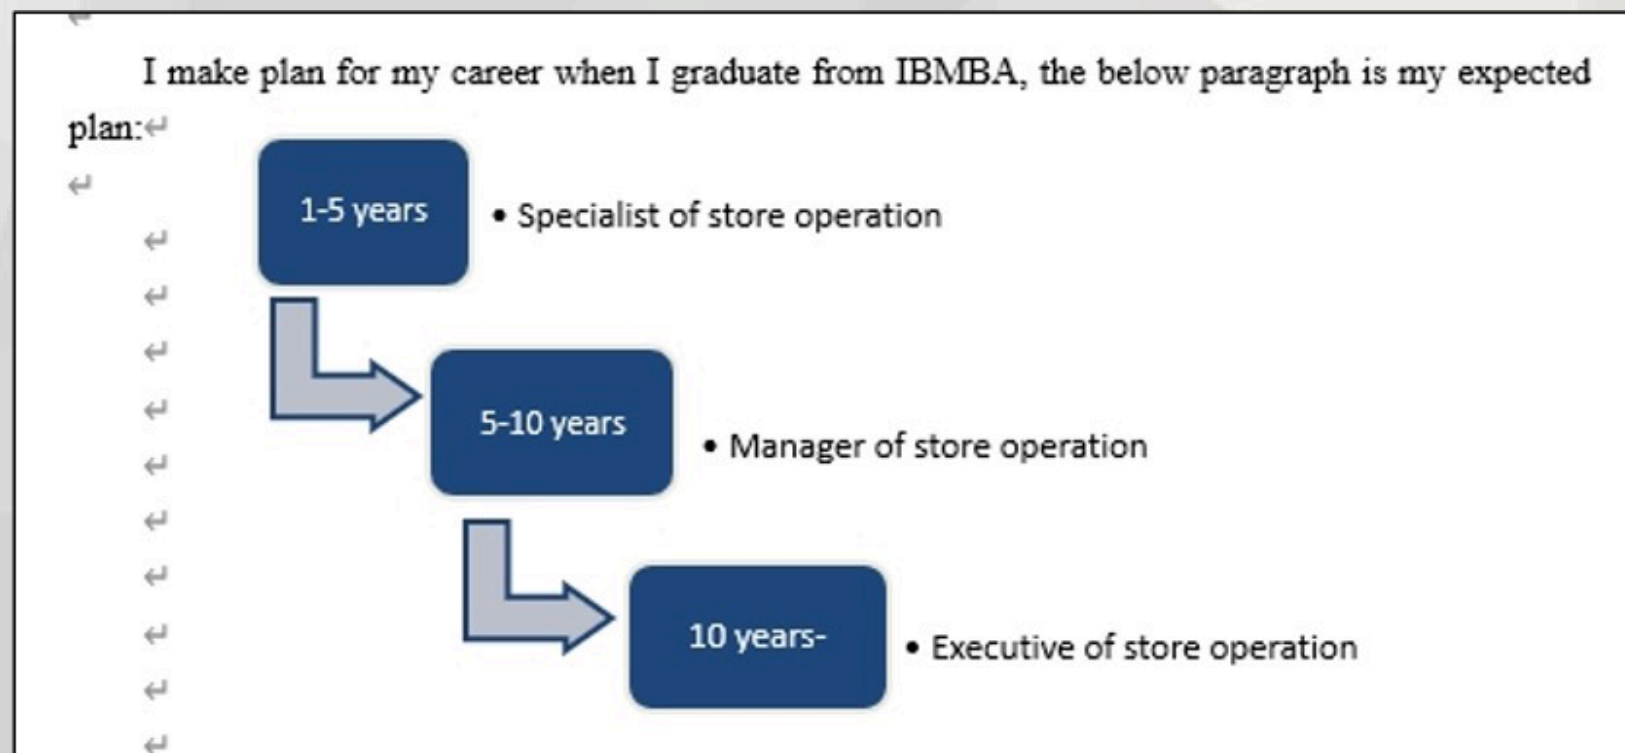 I make plan for my career when I graduate from IBMBA, the below paragraph is my expected
plan:
1-5 years
• Specialist of store operation
5-10 years
• Manager of store operation
10 years-
• Executive of store operation